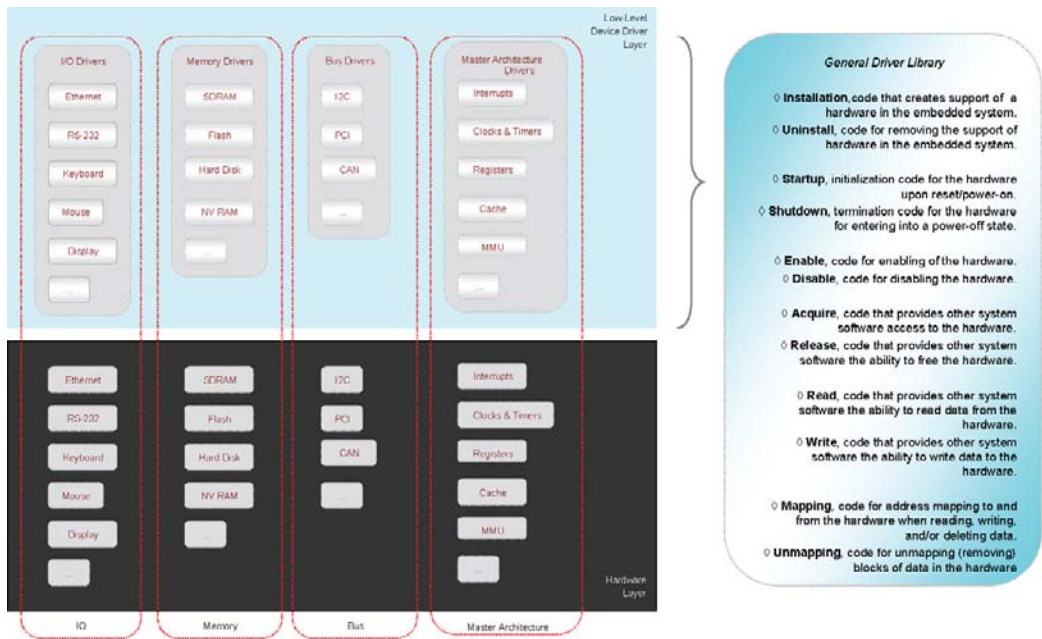 Low-Level
Device Driver
Layer
I/O Drivers
Ethernet
RS-232
Keyboard
Mouse
Display
...
Memory Drivers
SDRAM
Flash
Hard Disk
NV RAM
...
Bus Drivers
I2C
PCI
CAN
...
Master Architecture
Drivers
Interrupts
Clocks & Timers
Registers
Cache
MMU
...
Ethernet
RS-232
Keyboard
Mouse
Display
...
SDRAM
Flash
Hard Disk
NV RAM
...
I2C
PCI
CAN
...
Interrupts
Clocks & Timers
Registers
Cache
MMU
...
Hardware
Layer
IO
Memory
Bus
Master Architecture
General Driver Library
◊ Installation,code that creates support of a
hardware in the embedded system.
◊ Uninstall, code for removing the support of
hardware in the embedded system.
◊ Startup, initialization code for the hardware
upon reset/power-on.
◊ Shutdown, termination code for the hardware
for entering into a power-off state.
◊ Enable, code for enabling of the hardware.
◊ Disable, code for disabling the hardware.
◊ Acquire, code that provides other system
software access to the hardware.
◊ Release, code that provides other system
software the ability to free the hardware.
◊ Read, code that provides other system
software the ability to read data from the
hardware.
◊ Write, code that provides other system
software the ability to write data to the
hardware.
◊ Mapping, code for address mapping to and
from the hardware when reading, writing,
and/or deleting data.
◊ Unmapping, code for unmapping (removing)
blocks of data in the hardware